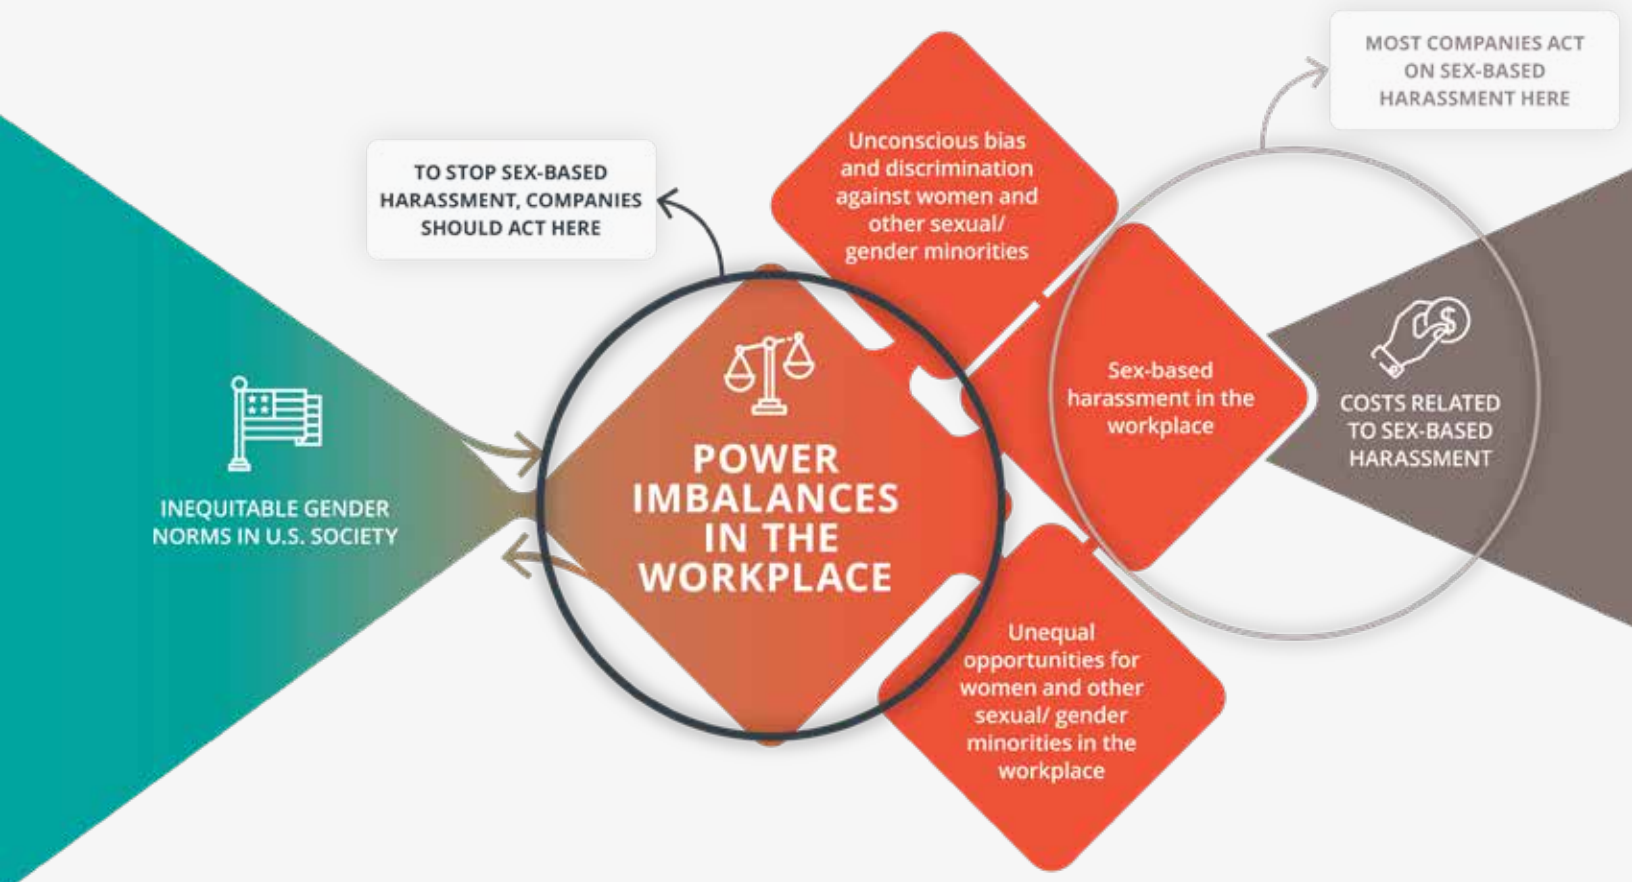 MOST COMPANIES ACT
ON SEX-BASED
HARASSMENT HERE
TO STOP SEX-BASED
HARASSMENT, COMPANIES
SHOULD ACT HERE
Unconscious bias
and discrimination
against women and
other sexual/
gender minorities
INEQUITABLE GENDER
NORMS IN U.S. SOCIETY
POWER
IMBALANCES
IN THE
WORKPLACE
Sex-based
harassment in the
workplace
$
COSTS RELATED
TO SEX-BASED
HARASSMENT
Unequal
opportunities for
women and other
sexual/ gender
minorities in the
workplace